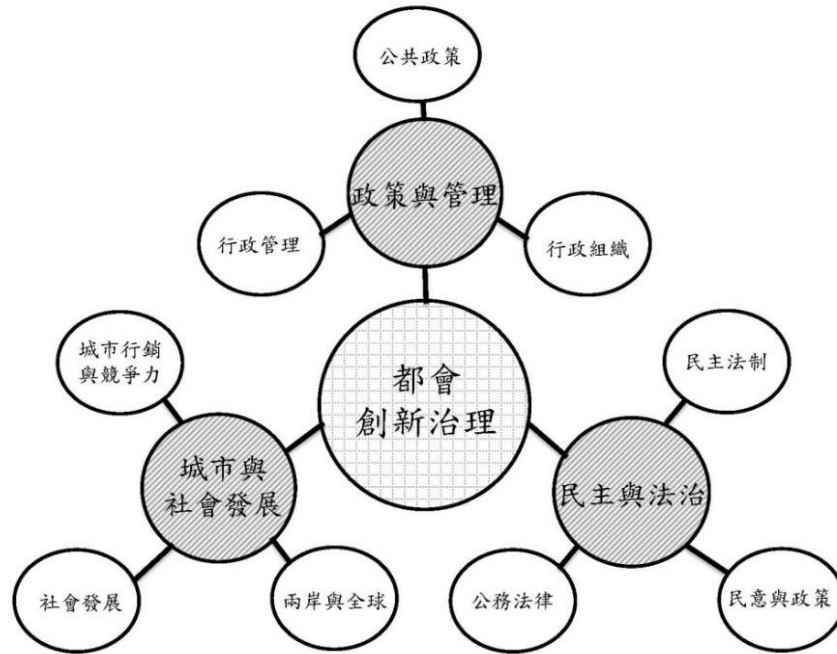 公共政策
政策與管理
行政管理
行政組織
都會
創新治理
城市行銷
與競爭力
城市與
社會發展
社會發展
兩岸與全球
民主法制
民主與法治
公務法律
民意與政策